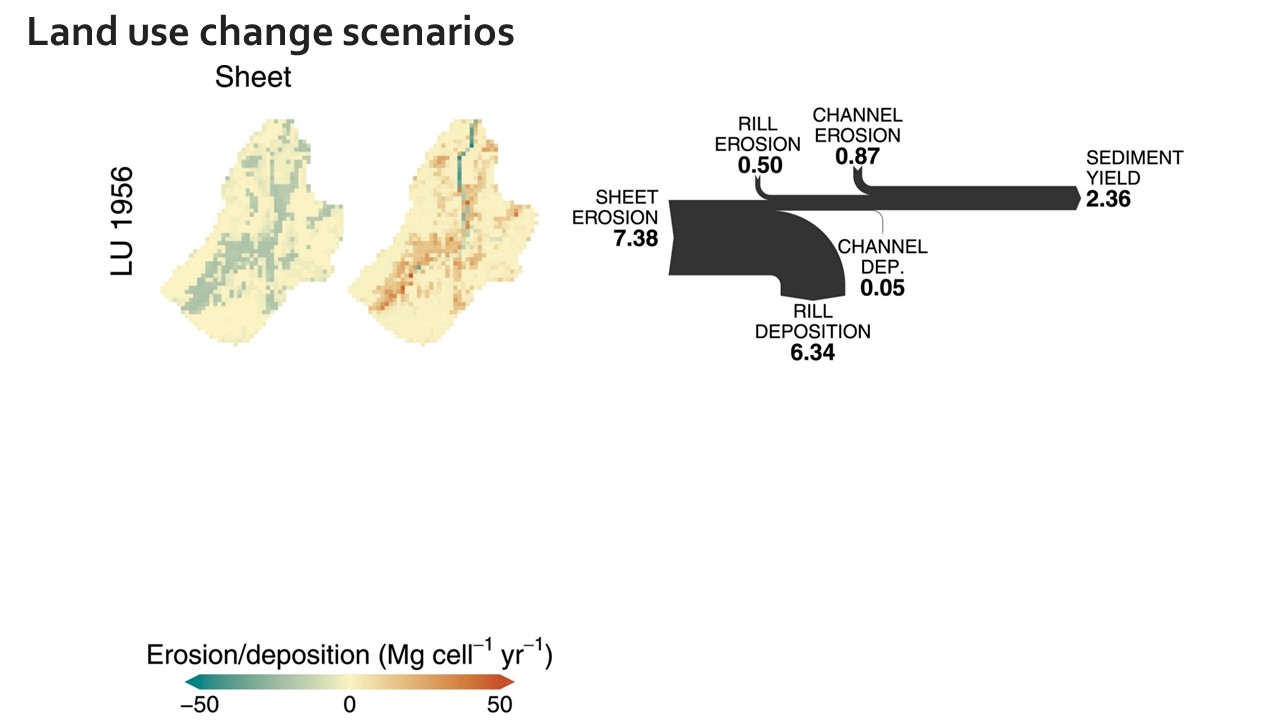 Land use change scenarios
Sheet
LU 1956
SHEET
EROSION
7.38
RILL
EROSION
0.50
CHANNEL
EROSION
0.87
SEDIMENT
YIELD
2.36
CHANNEL
DEP.
0.05
RILL
DEPOSITION
6.34
Erosion/deposition (Mg cell⁻¹ yr⁻¹)
−50 0 50